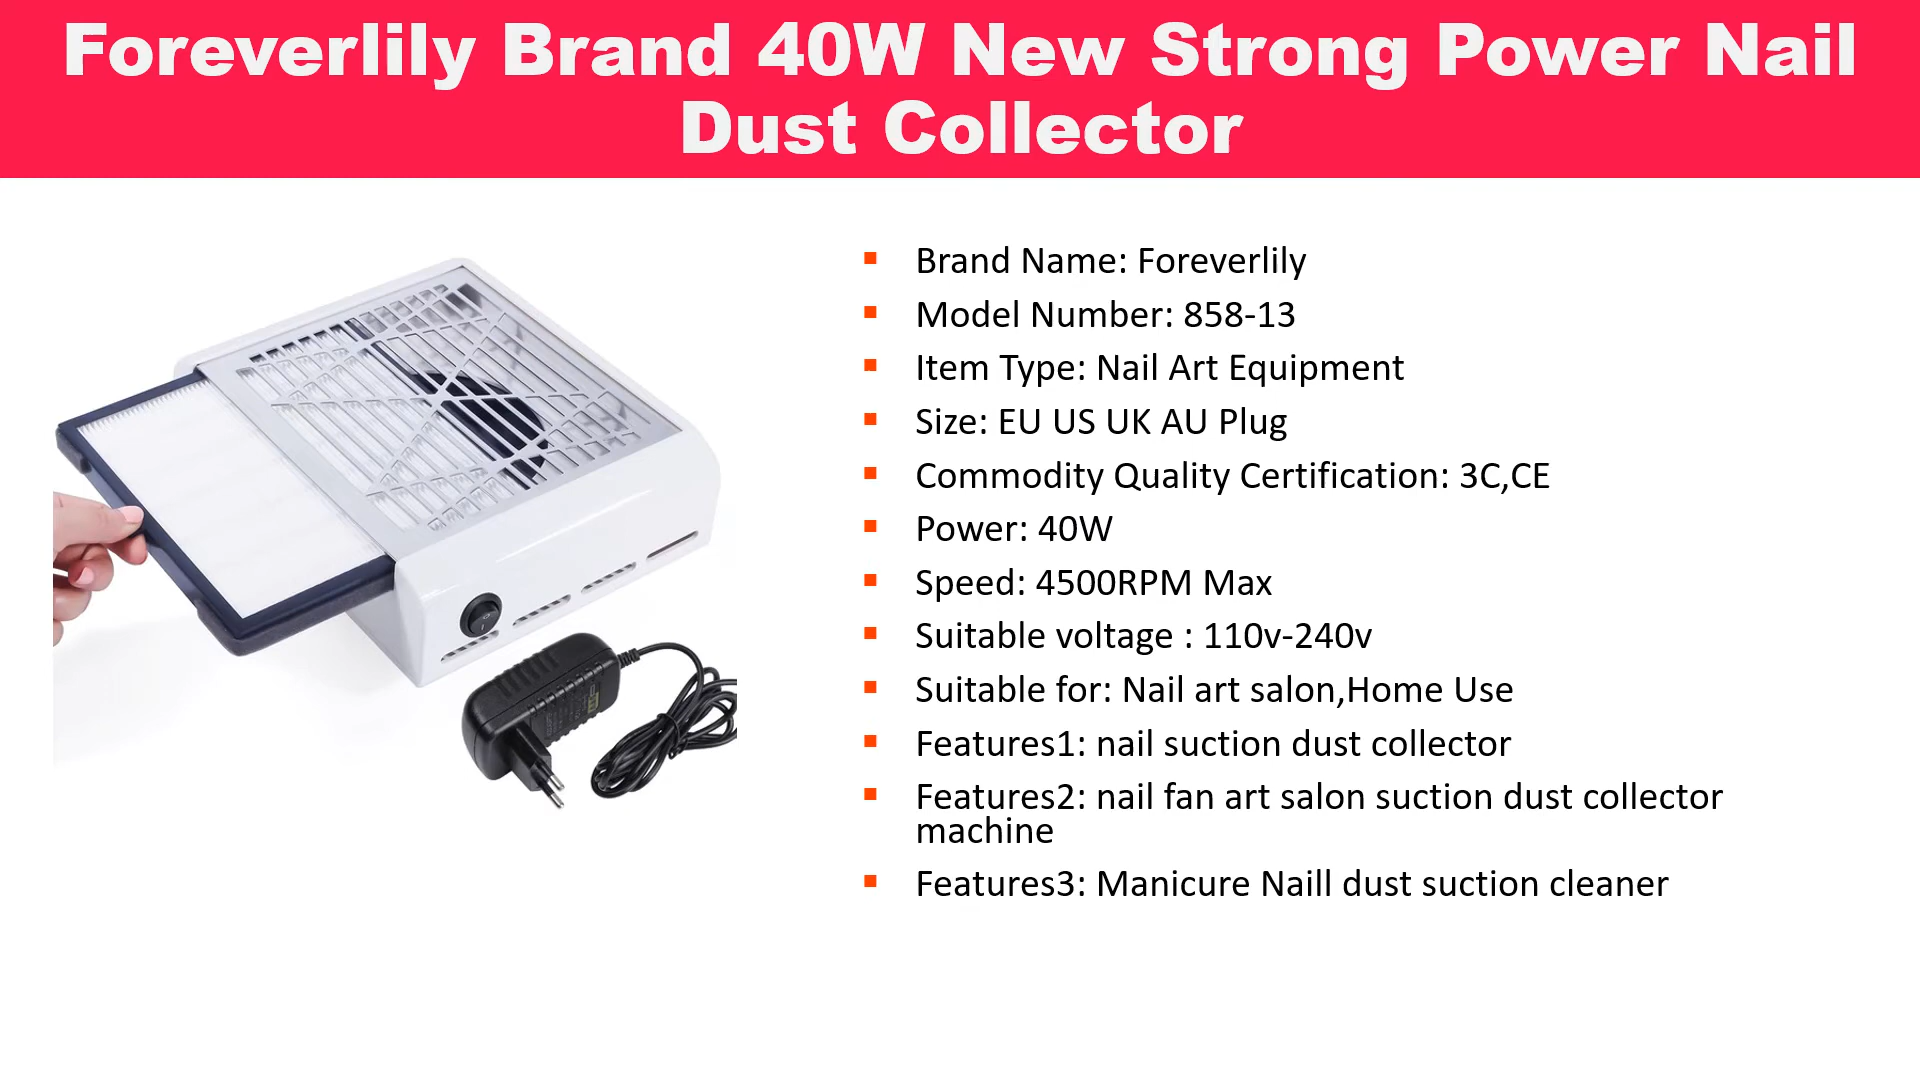 Foreverlily Brand 40W New Strong Power Nail
Dust Collector
Brand Name: Foreverlily
Model Number: 858-13
Item Type: Nail Art Equipment
Size: EU US UK AU Plug
Commodity Quality Certification: 3C,CE
Power: 40W
Speed: 4500RPM Max
Suitable voltage : 110v-240v
Suitable for: Nail art salon,Home Use
Features1: nail suction dust collector
Features2: nail fan art salon suction dust collector
machine
Features3: Manicure Naill dust suction cleaner